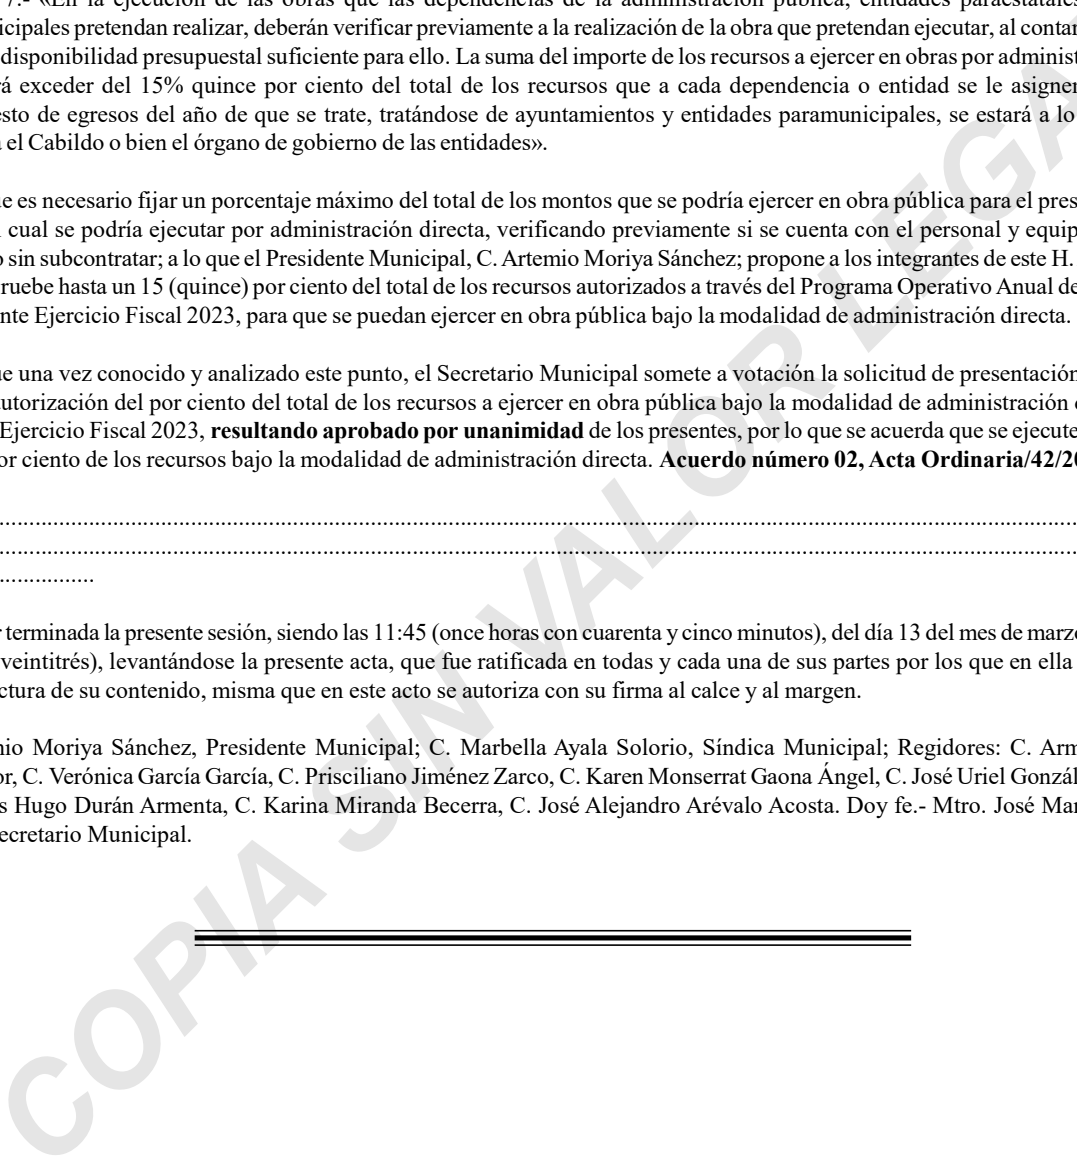 7.- «En la ejecución de las obras que las dependencias de la administración pública, entidades paraestatales
icipales pretendan realizar, deberán verificar previamente a la realización de la obra que pretendan ejecutar, al contar
disponibilidad presupuestal suficiente para ello. La suma del importe de los recursos a ejercer en obras por administ
rá exceder del 15% quince por ciento del total de los recursos que a cada dependencia o entidad se le asigner
esto de egresos del año de que se trate, tratándose de ayuntamientos y entidades paramunicipales, se estará a lo
a el Cabildo o bien el órgano de gobierno de las entidades».
ue es necesario fijar un porcentaje máximo del total de los montos que se podría ejercer en obra pública para el pres
l cual se podría ejecutar por administración directa, verificando previamente si se cuenta con el personal y equip
o sin subcontratar; a lo que el Presidente Municipal, C. Artemio Moriya Sánchez; propone a los integrantes de este H.
ruebe hasta un 15 (quince) por ciento del total de los recursos autorizados a través del Programa Operativo Anual de
nte Ejercicio Fiscal 2023, para que se puedan ejercer en obra pública bajo la modalidad de administración directa.
ue una vez conocido y analizado este punto, el Secretario Municipal somete a votación la solicitud de presentación
autorización del por ciento del total de los recursos a ejercer en obra pública bajo la modalidad de administración
Ejercicio Fiscal 2023, resultando aprobado por unanimidad de los presentes, por lo que se acuerda que se ejecute
or ciento de los recursos bajo la modalidad de administración directa. Acuerdo número 02, Acta Ordinaria/42/20
r terminada la presente sesión, siendo las 11:45 (once horas con cuarenta y cinco minutos), del día 13 del mes de marzo
veintitrés), levantándose la presente acta, que fue ratificada en todas y cada una de sus partes por los que en ella
ctura de su contenido, misma que en este acto se autoriza con su firma al calce y al margen.
nio Moriya Sánchez, Presidente Municipal; C. Marbella Ayala Solorio, Síndica Municipal; Regidores: C. Arm
or, C. Verónica García García, C. Prisciliano Jiménez Zarco, C. Karen Monserrat Gaona Ángel, C. José Uriel Gonzál
s Hugo Durán Armenta, C. Karina Miranda Becerra, C. José Alejandro Arévalo Acosta. Doy fe.- Mtro. José Mar
ecretario Municipal.
COPIA SIN VALOR LEGA